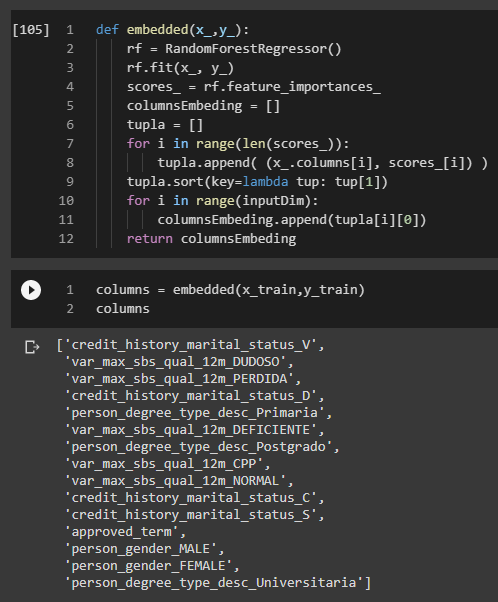 [105] 1 def embedded(x_,y_):
2     rf = RandomForestRegressor()
3     rf.fit(x_, y_)
4     scores_ = rf.feature_importances_
5     columnsEmbeding = []
6     tupla = []
7     for i in range(len(scores_)):
8         tupla.append( (x_.columns[i], scores_[i]) )
9     tupla.sort(key=lambda tup: tup[1])
10     for i in range(inputDim):
11         columnsEmbeding.append(tupla[i][0])
12     return columnsEmbeding
1 columns = embedded(x_train,y_train)
2 columns
['credit_history_marital_status_V',
'var_max_sbs_qual_12m_DUDOSO',
'var_max_sbs_qual_12m_PERDIDA',
'credit_history_marital_status_D',
'person_degree_type_desc_Primaria',
'var_max_sbs_qual_12m_DEFICIENTE',
'person_degree_type_desc_Postgrado',
'var_max_sbs_qual_12m_CPP',
'var_max_sbs_qual_12m_NORMAL',
'credit_history_marital_status_C',
'credit_history_marital_status_S',
'approved_term',
'person_gender_MALE',
'person_gender_FEMALE',
'person_degree_type_desc_Universitaria']